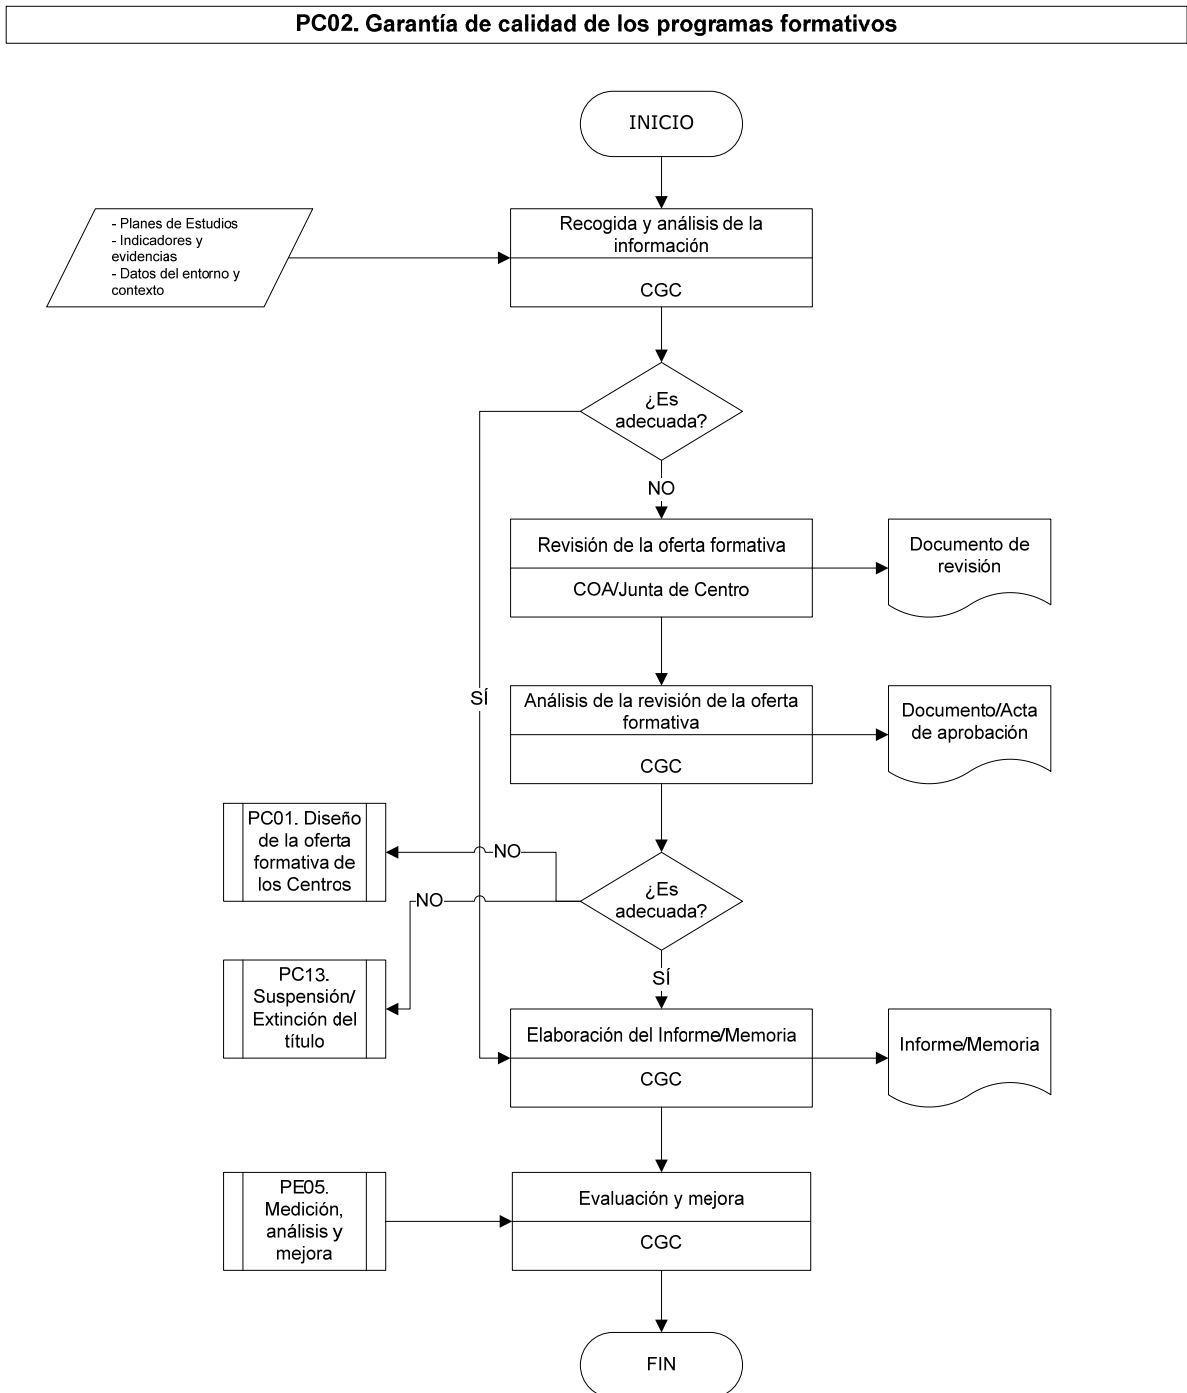 PC02. Garantía de calidad de los programas formativos
INICIO
- Planes de Estudios
- Indicadores y
evidencias
- Datos del entorno y
contexto
Recogida y análisis de la
información
CGC
¿Es
adecuada?
NO
SÍ
Revisión de la oferta formativa
COA/Junta de Centro
Documento de
revisión
Análisis de la revisión de la oferta
formativa
CGC
Documento/Acta
de aprobación
PC01. Diseño
de la oferta
formativa de
los Centros
NO
¿Es
adecuada?
NO
SÍ
PC13.
Suspensión/
Extinción del
título
Elaboración del Informe/Memoria
CGC
Informe/Memoria
PE05.
Medición,
análisis y
mejora
Evaluación y mejora
CGC
FIN